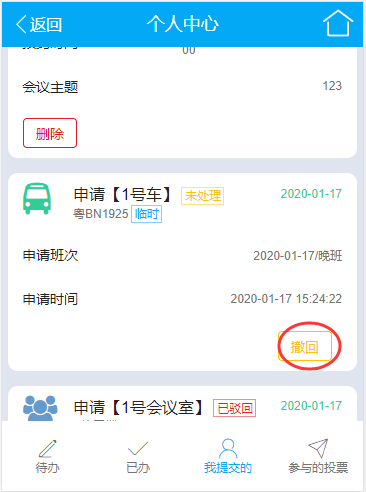 返回
个人中心
00
会议主题
123
删除
申请【1号车】 未处理 2020-01-17
粤BN1925 临时
申请班次
2020-01-17/晚班
申请时间
2020-01-17 15:24:22
撤回
申请【1号会议室】 已驳回 2020-01-17
待办
已办
我提交的
参与的投票